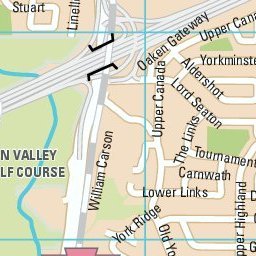 Stuart
Linell
Oaken Gateway
Upper Cana
Yorkminste
Aldershot
Lord Seaton
Upper Canada
The Links
Tournament
Carnwath
N VALLEY
LF COURSE
William Carson
Lower Links
York Ridge
Old Yo
Upper Highland